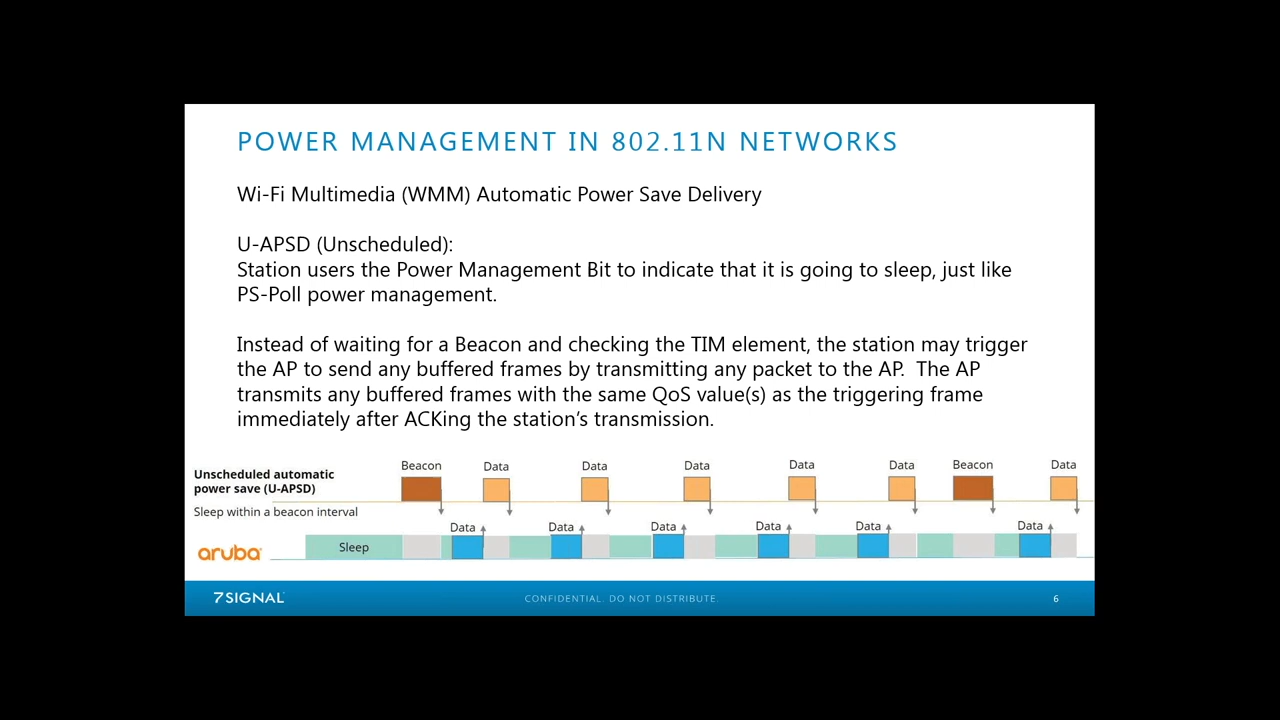 POWER MANAGEMENT IN 802.11N NETWORKS
Wi-Fi Multimedia (WMM) Automatic Power Save Delivery
U-APSD (Unscheduled):
Station users the Power Management Bit to indicate that it is going to sleep, just like
PS-Poll power management.
Instead of waiting for a Beacon and checking the TIM element, the station may trigger
the AP to send any buffered frames by transmitting any packet to the AP.  The AP
transmits any buffered frames with the same QoS value(s) as the triggering frame
immediately after ACKing the station's transmission.
Beacon Data Data Data Data Data Beacon Data
Unscheduled automatic
power save (U-APSD)
Sleep within a beacon interval
Data Data Data Data Data Data
aruba Sleep
7SIGNAL CONFIDENTIAL. DO NOT DISTRIBUTE. 6